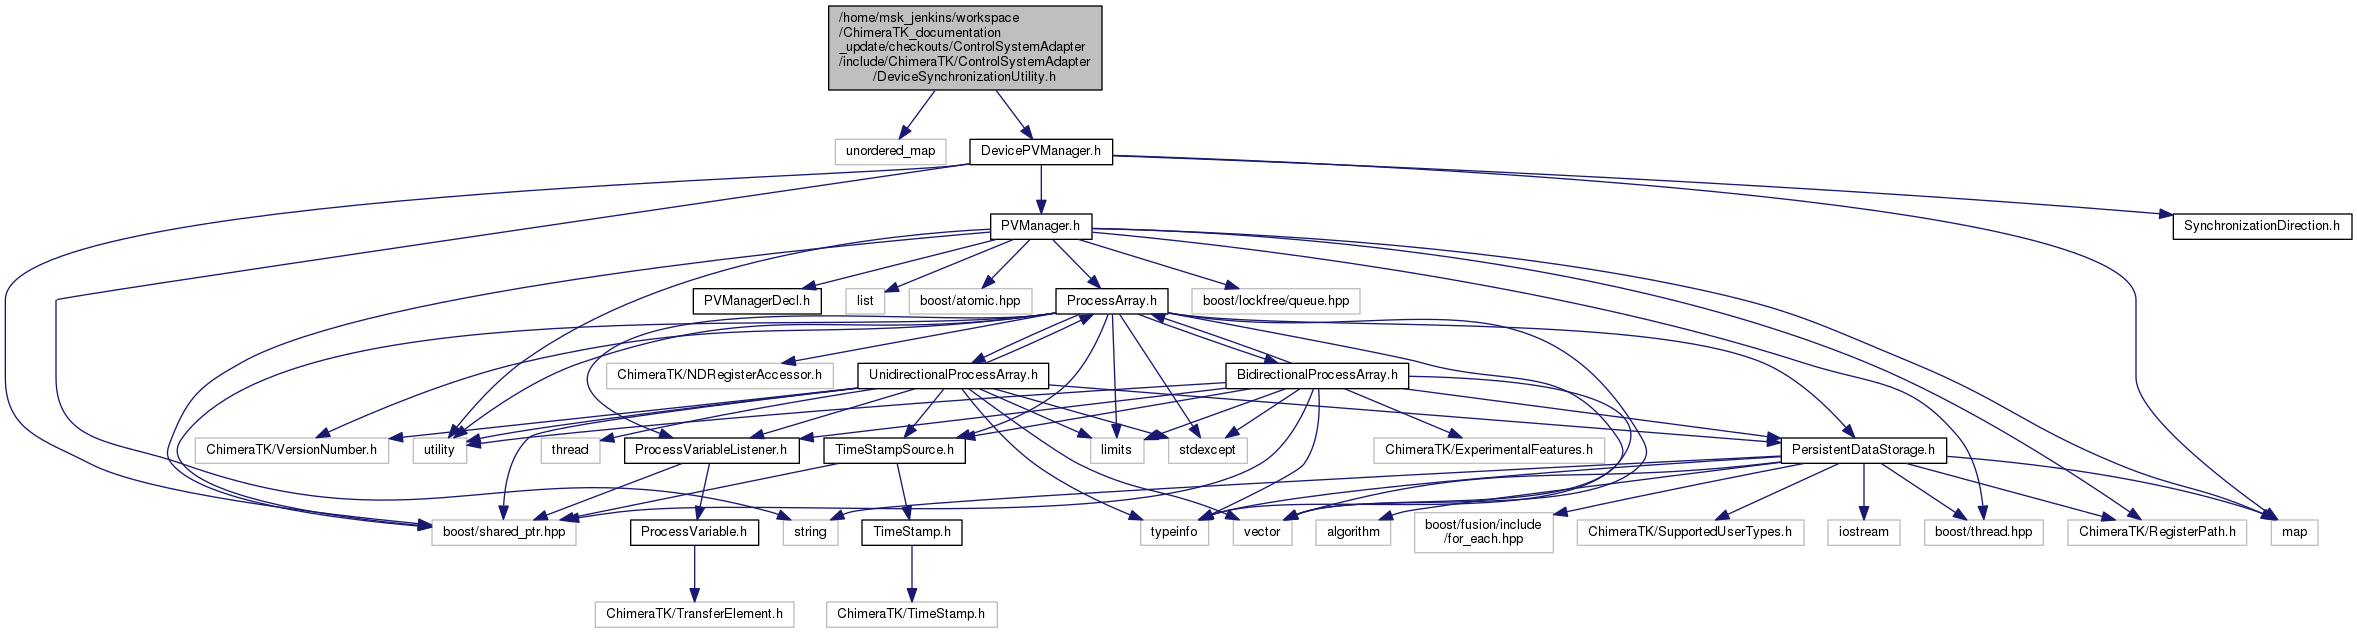 /home/msk_jenkins/workspace
/ChimeraTK_documentation
_update/checkouts/ControlSystemAdapter
/include/ChimeraTK/ControlSystemAdapter
/DeviceSynchronizationUtility.h
unordered_map
DevicePVManager.h
PVManager.h
SynchronizationDirection.h
PVManagerDecl.h
list
boost/atomic.hpp
ProcessArray.h
boost/lockfree/queue.hpp
ChimeraTK/NDRegisterAccessor.h
UnidirectionalProcessArray.h
BidirectionalProcessArray.h
ChimeraTK/VersionNumber.h
utility
thread
ProcessVariableListener.h
TimeStampSource.h
limits
stdexcept
ChimeraTK/ExperimentalFeatures.h
PersistentDataStorage.h
boost/shared_ptr.hpp
ProcessVariable.h
string
TimeStamp.h
typeinfo
vector
algorithm
boost/fusion/include
/for_each.hpp
ChimeraTK/SupportedUserTypes.h
iostream
boost/thread.hpp
ChimeraTK/RegisterPath.h
map
ChimeraTK/TransferElement.h
ChimeraTK/TimeStamp.h